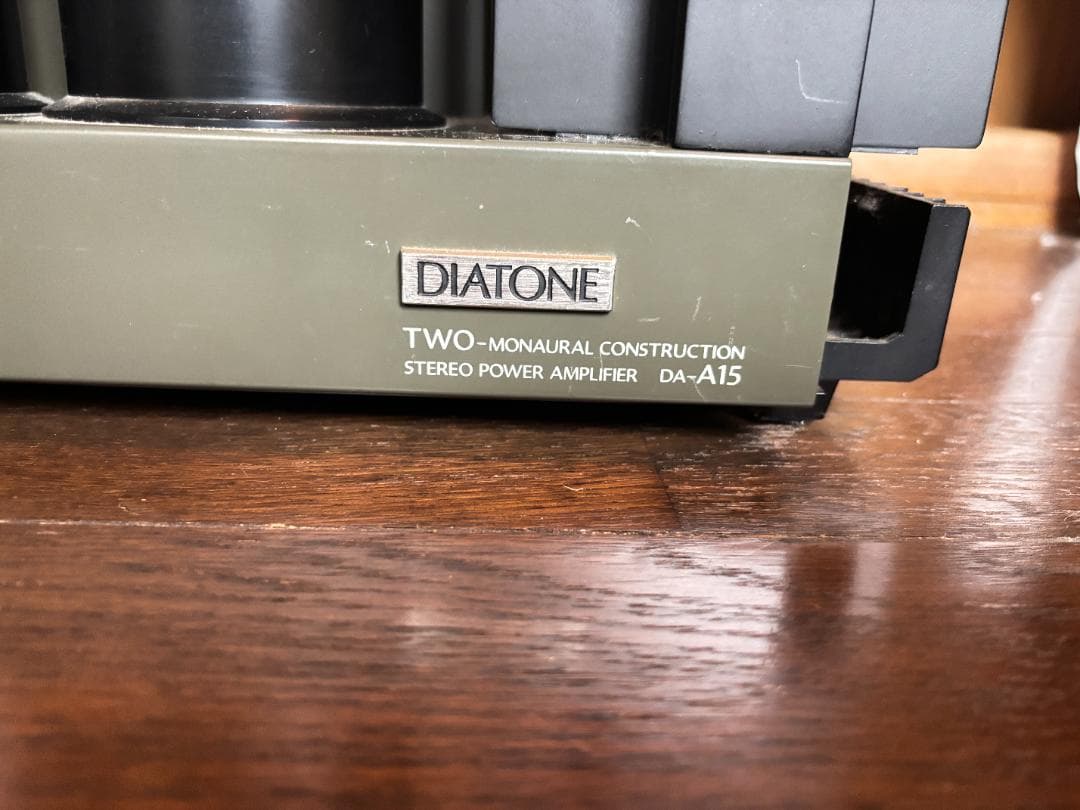 DIATONE
TWO-MONAURAL CONSTRUCTION
STEREO POWER AMPLIFIER DA-A15